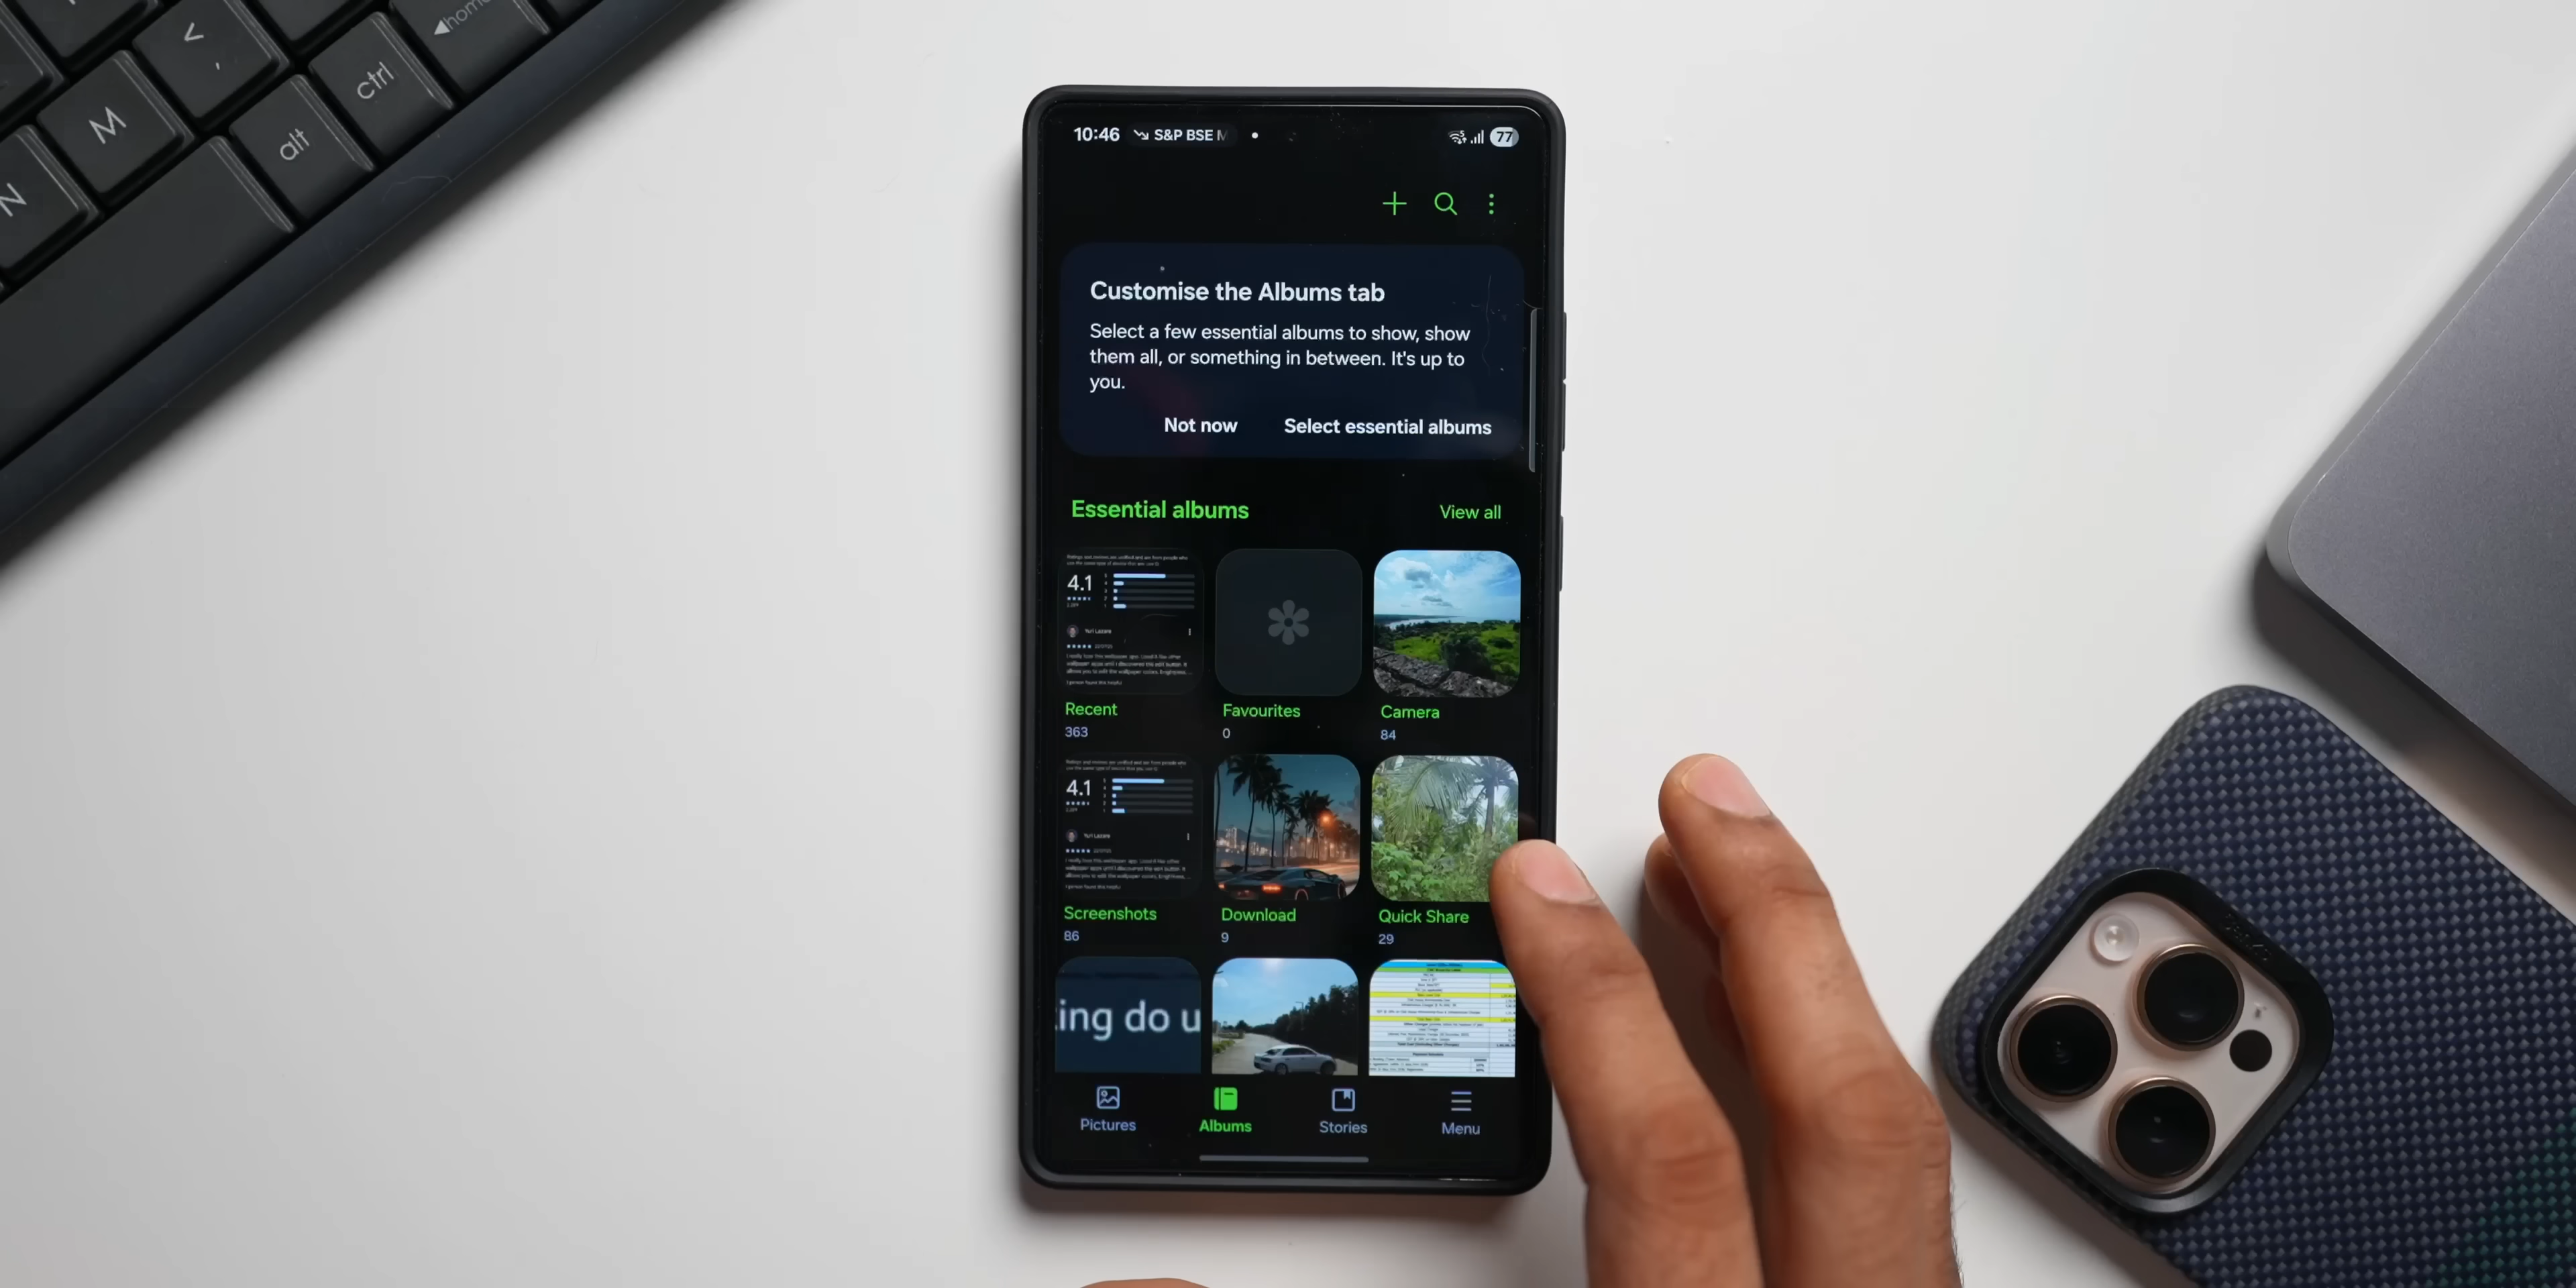 home
<
,
ctrl
M
alt
N
10:46 S&P BSE M
77
Customise the Albums tab
Select a few essential albums to show, show
them all, or something in between. It's up to
you.
Not now Select essential albums
Essential albums View all
4.1
Recent Favourites Camera
363 0 84
4.1
Screenshots Download Quick Share
86 9 29
ing do u
Pictures Albums Stories Menu